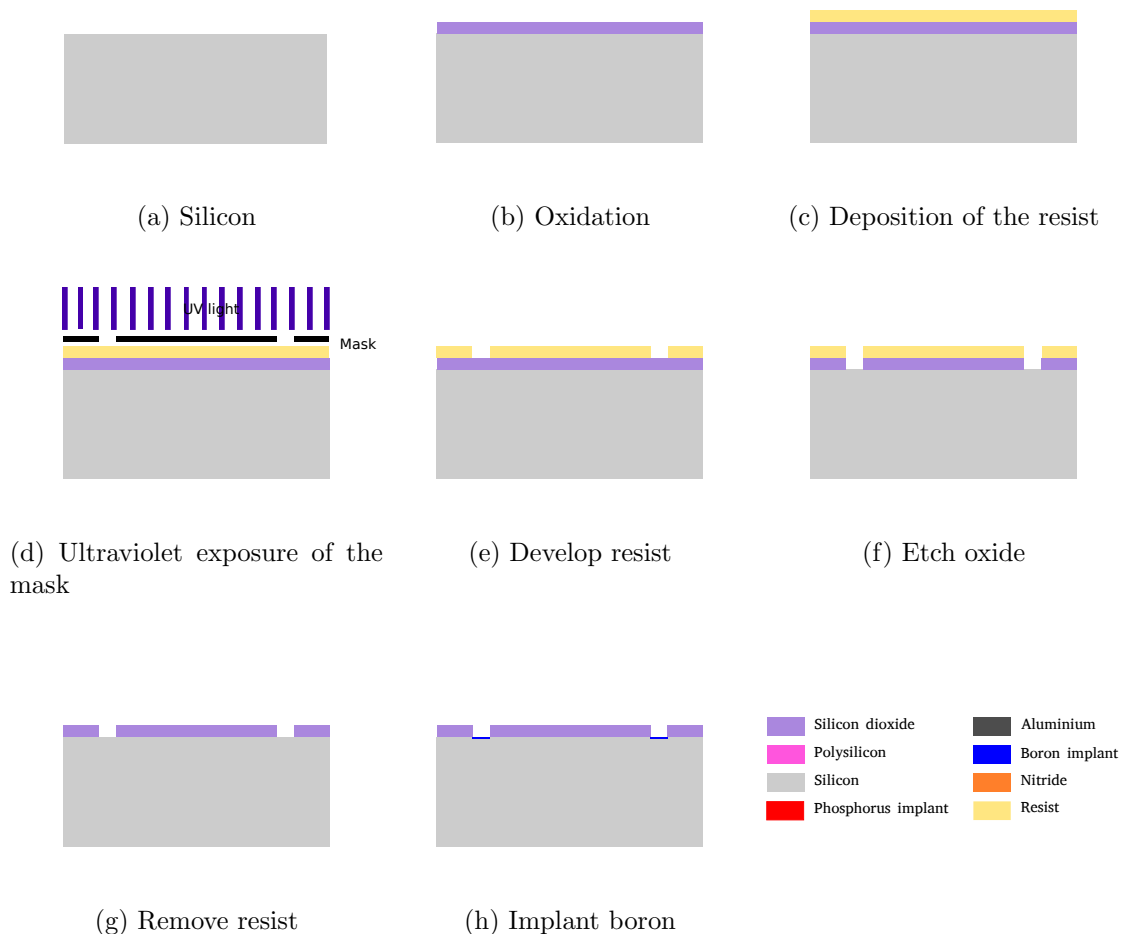 (a) Silicon
(b) Oxidation
(c) Deposition of the resist
UV light
Mask
(d) Ultraviolet exposure of the
mask
(e) Develop resist
(f) Etch oxide
Silicon dioxide
Polysilicon
Silicon
Phosphorus implant
Aluminium
Boron implant
Nitride
Resist
(g) Remove resist
(h) Implant boron